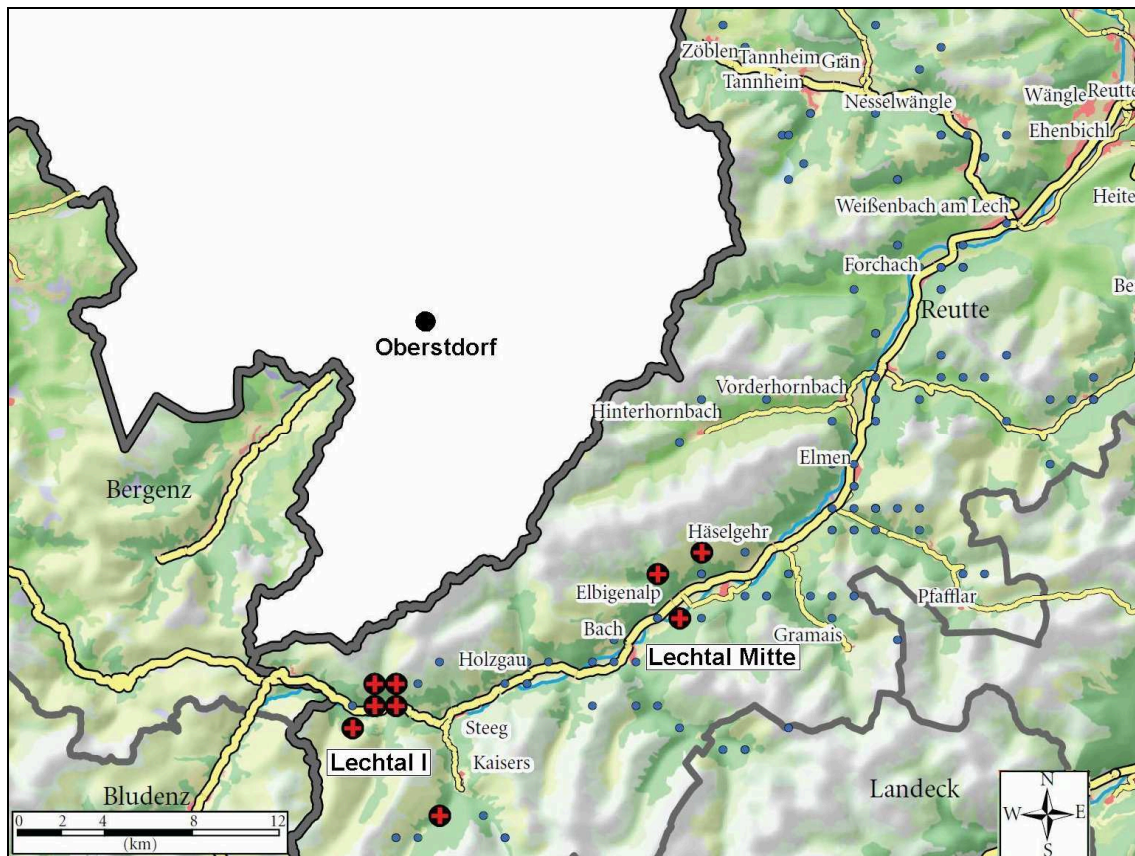 Zöblen
Tannheim
Grän
Tannheim
Nesselwängle
Wängle
Reutte
Ehenbichl
Heite
Weißenbach am Lech
Forchach
Be
Reutte
Oberstdorf
Vorderhornbach
Hinterhornbach
Elmen
Bergenz
Häselgehr
Elbigenalp
Pfafflar
Bach
Gramais
Lechtal Mitte
Holzgau
Steeg
Lechtal I
Kaisers
Bludenz
Landeck
0 2 4 8 12
(km)
N
W E
S